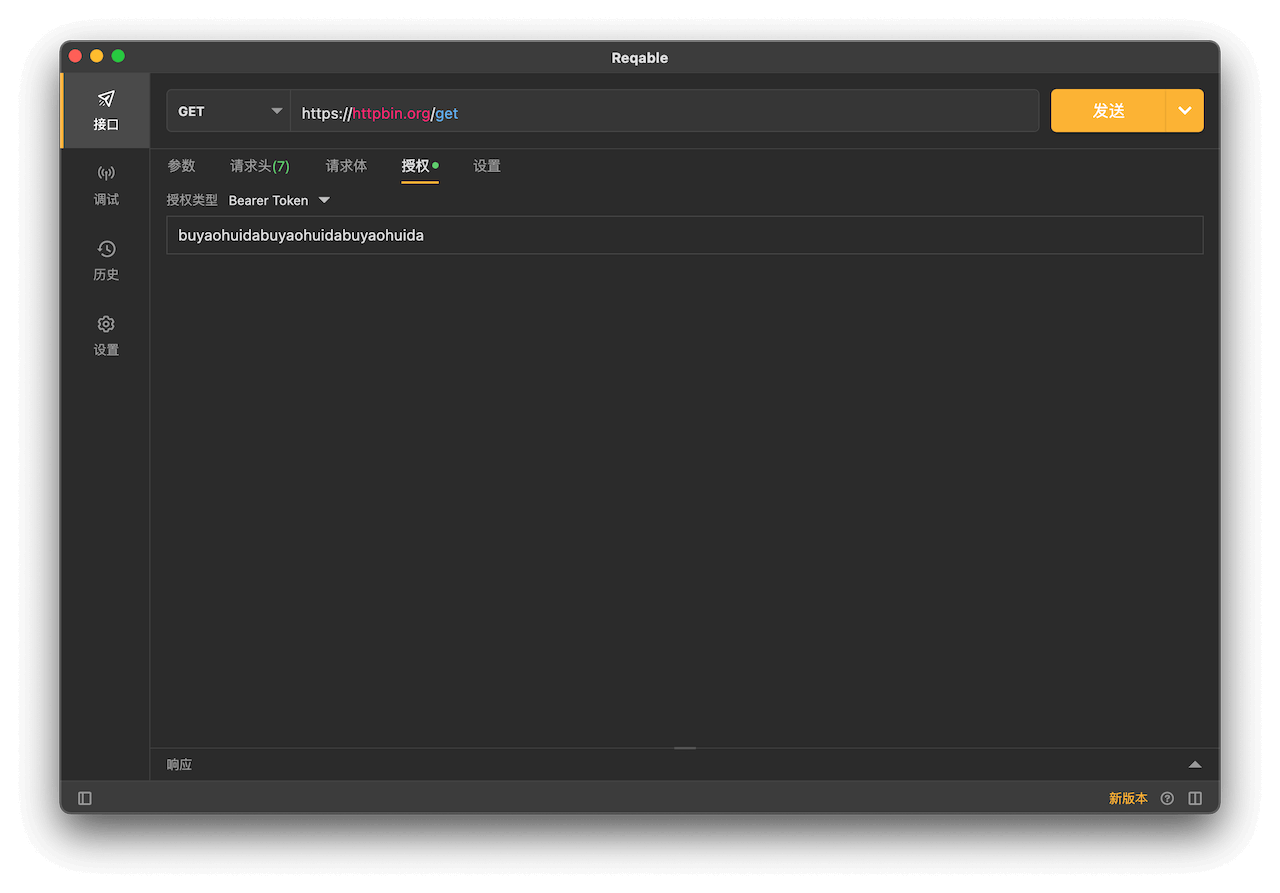 Reqable
接口
调试
历史
设置
GET
https://httpbin.org/get
发送
参数
请求头(7)
请求体
授权
设置
授权类型 Bearer Token
buyaohuidabuyaohuidabuyaohuida
响应
新版本